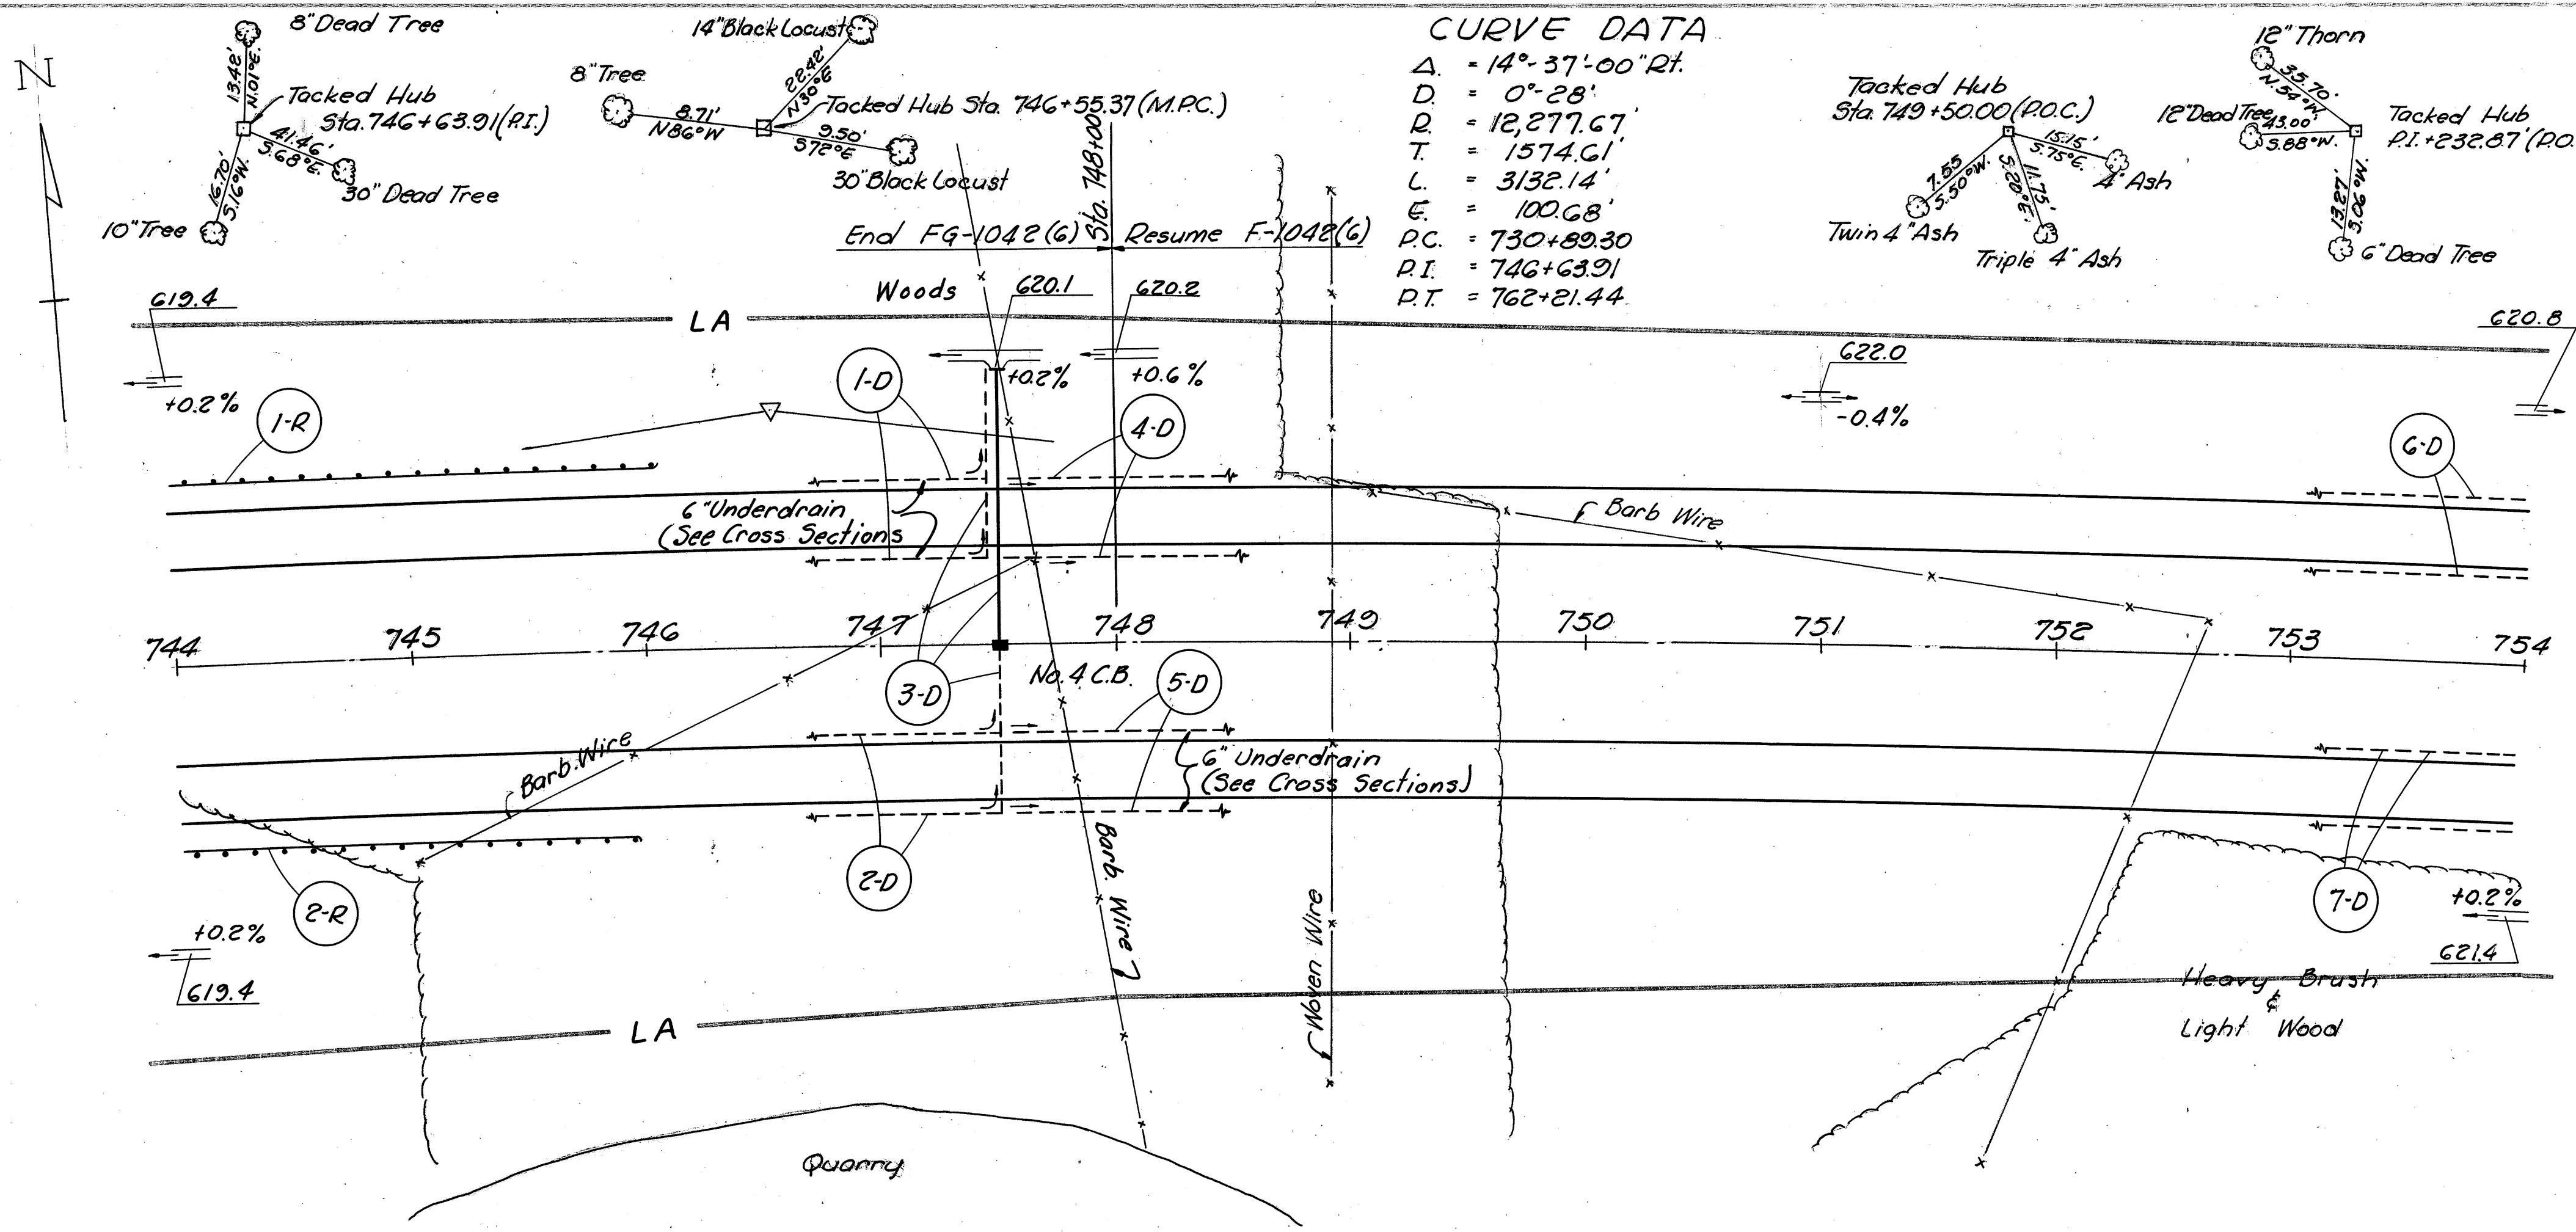 N
8" Dead Tree
13.42'
N.01°E.
Tacked Hub
Sta. 746+63.91 (P.I.)
41.46'
S.68°E.
30" Dead Tree
16.70'
S.16°W.
10" Tree
14" Black Locust
22.42'
N30°E
8" Tree
8.71'
N86°W
Tacked Hub Sta. 746+55.37 (M.P.C.)
9.50'
S72°E
30" Black Locust
Sta. 748+00
End FG-1042(6)
Resume F-1042(6)
CURVE DATA
Δ. = 14°-37'-00" Rt.
D. = 0°-28'
R. = 12,277.67'
T. = 1574.61'
L. = 3132.14'
E. = 100.68'
P.C. = 730+89.30
P.I. = 746+63.91
P.T. = 762+21.44
Tacked Hub
Sta. 749+50.00 (P.O.C.)
15.15'
S.75°E.
4" Ash
7.55
S.50°W.
Twin 4" Ash
11.75'
S.20°E.
Triple 4" Ash
12" Thorn
35.70'
N.54°W.
12" Dead Tree
43.00'
S.88°W.
Tacked Hub
P.I.+232.87' (P.O.
13.27'
S.06°W.
6" Dead Tree
619.4
Woods
620.1
620.2
LA
620.8
622.0
+0.2%
+0.2%
+0.6%
-0.4%
1-R
1-D
4-D
6-D
6" Underdrain
(See Cross Sections
Barb Wire
744
745
746
747
748
749
750
751
752
753
754
3-D
No. 4 C.B.
5-D
Barb. Wire
6" Underdrain
(See Cross Sections)
2-R
2-D
7-D
Barb. Wire
Woven Wire
+0.2%
619.4
+0.2%
621.4
LA
Heavy Brush
&
Light Wood
Quarry